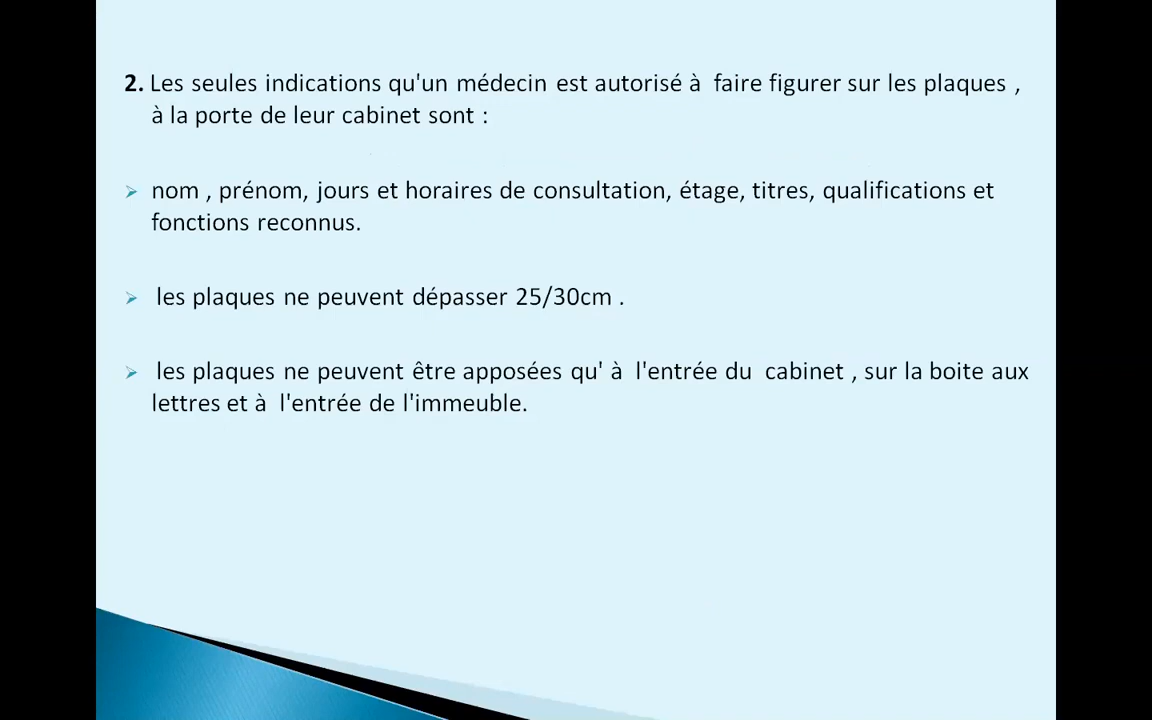 2. Les seules indications qu'un médecin est autorisé à faire figurer sur les plaques ,
à la porte de leur cabinet sont :
nom , prénom, jours et horaires de consultation, étage, titres, qualifications et
fonctions reconnus.
les plaques ne peuvent dépasser 25/30cm .
les plaques ne peuvent être apposées qu' à l'entrée du cabinet , sur la boite aux
lettres et à l'entrée de l'immeuble.